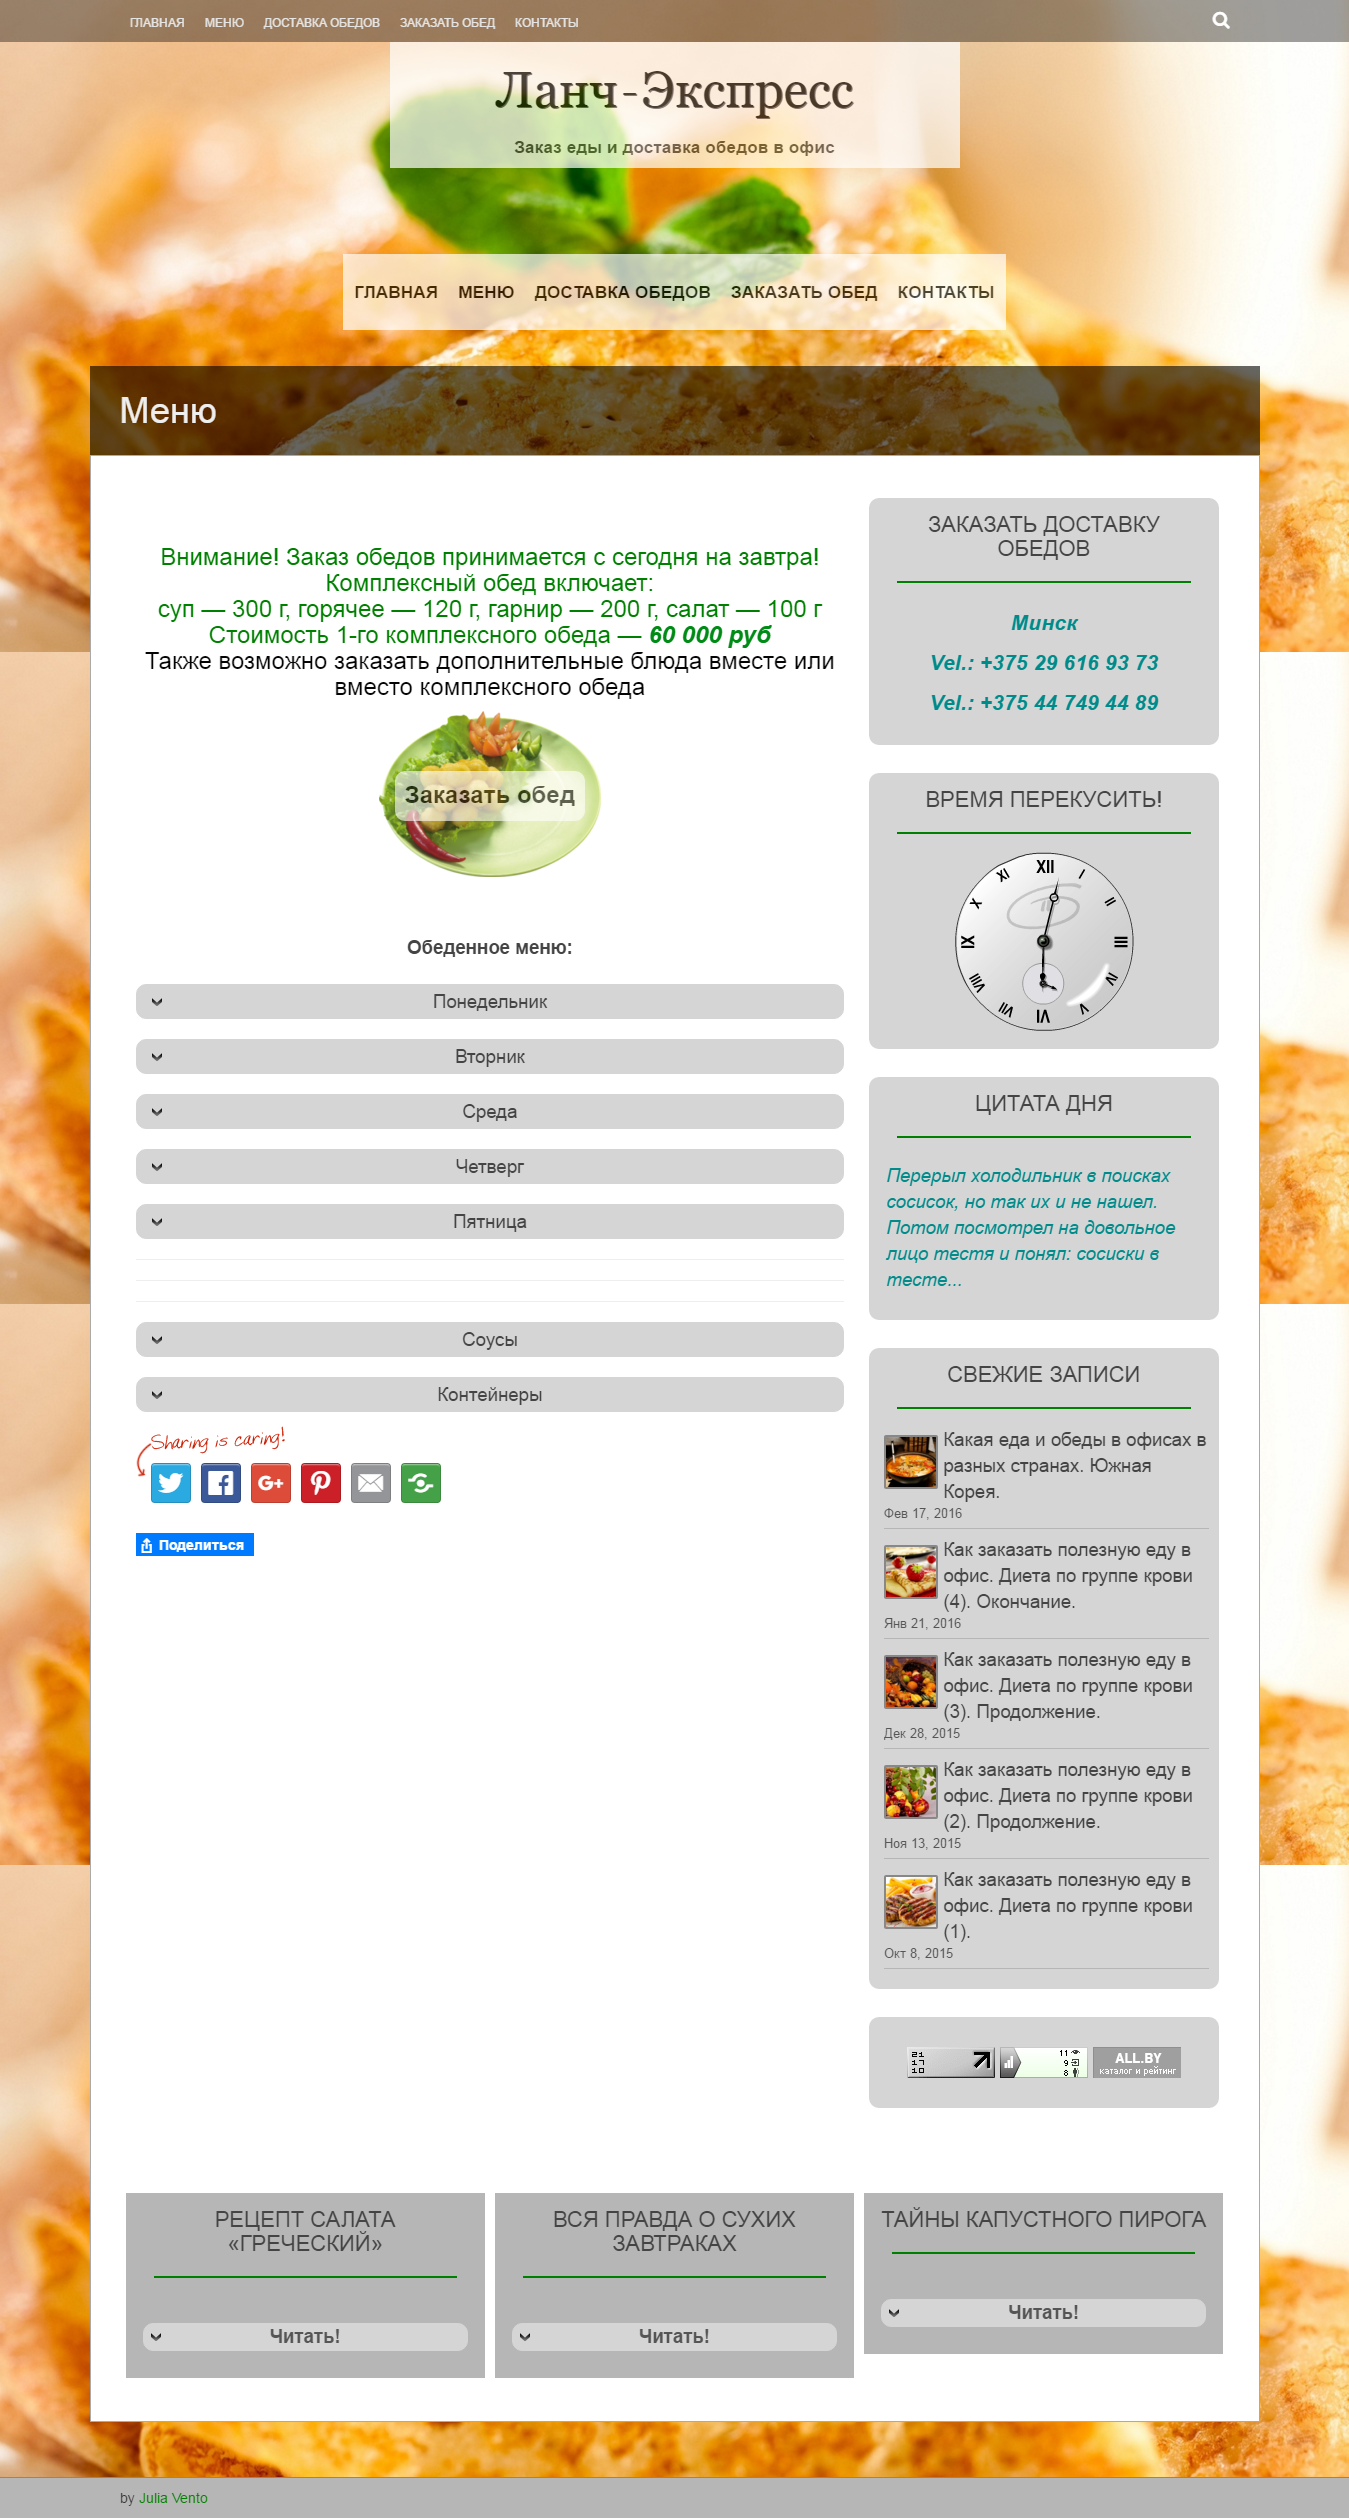 ГЛАВНАЯ МЕНЮ ДОСТАВКА ОБЕДОВ ЗАКАЗАТЬ ОБЕД КОНТАКТЫ
Ланч-Экспресс
Заказ еды и доставка обедов в офис
ГЛАВНАЯ МЕНЮ ДОСТАВКА ОБЕДОВ ЗАКАЗАТЬ ОБЕД КОНТАКТЫ
Меню
Внимание! Заказ обедов принимается с сегодня на завтра!
Комплексный обед включает:
суп — 300 г, горячее — 120 г, гарнир — 200 г, салат — 100 г
Стоимость 1-го комплексного обеда — 60 000 руб
Также возможно заказать дополнительные блюда вместе или
вместо комплексного обеда
Заказать обед
Обеденное меню:
Понедельник
Вторник
Среда
Четверг
Пятница
Соусы
Контейнеры
Sharing is caring!
Поделиться
ЗАКАЗАТЬ ДОСТАВКУ
ОБЕДОВ
Минск
Vel.: +375 29 616 93 73
Vel.: +375 44 749 44 89
ВРЕМЯ ПЕРЕКУСИТЬ!
XII
I
II
III
IV
V
VI
VII
VIII
IX
X
XI
ЦИТАТА ДНЯ
Перерыл холодильник в поисках
сосисок, но так их и не нашел.
Потом посмотрел на довольное
лицо тестя и понял: сосиски в
тесте...
СВЕЖИЕ ЗАПИСИ
Какая еда и обеды в офисах в
разных странах. Южная
Корея.
Фев 17, 2016
Как заказать полезную еду в
офис. Диета по группе крови
(4). Окончание.
Янв 21, 2016
Как заказать полезную еду в
офис. Диета по группе крови
(3). Продолжение.
Дек 28, 2015
Как заказать полезную еду в
офис. Диета по группе крови
(2). Продолжение.
Ноя 13, 2015
Как заказать полезную еду в
офис. Диета по группе крови
(1).
Окт 8, 2015
21
17
10
11
9
8
ALL.BY
каталог и рейтинг
РЕЦЕПТ САЛАТА
«ГРЕЧЕСКИЙ»
Читать!
ВСЯ ПРАВДА О СУХИХ
ЗАВТРАКАХ
Читать!
ТАЙНЫ КАПУСТНОГО ПИРОГА
Читать!
by Julia Vento